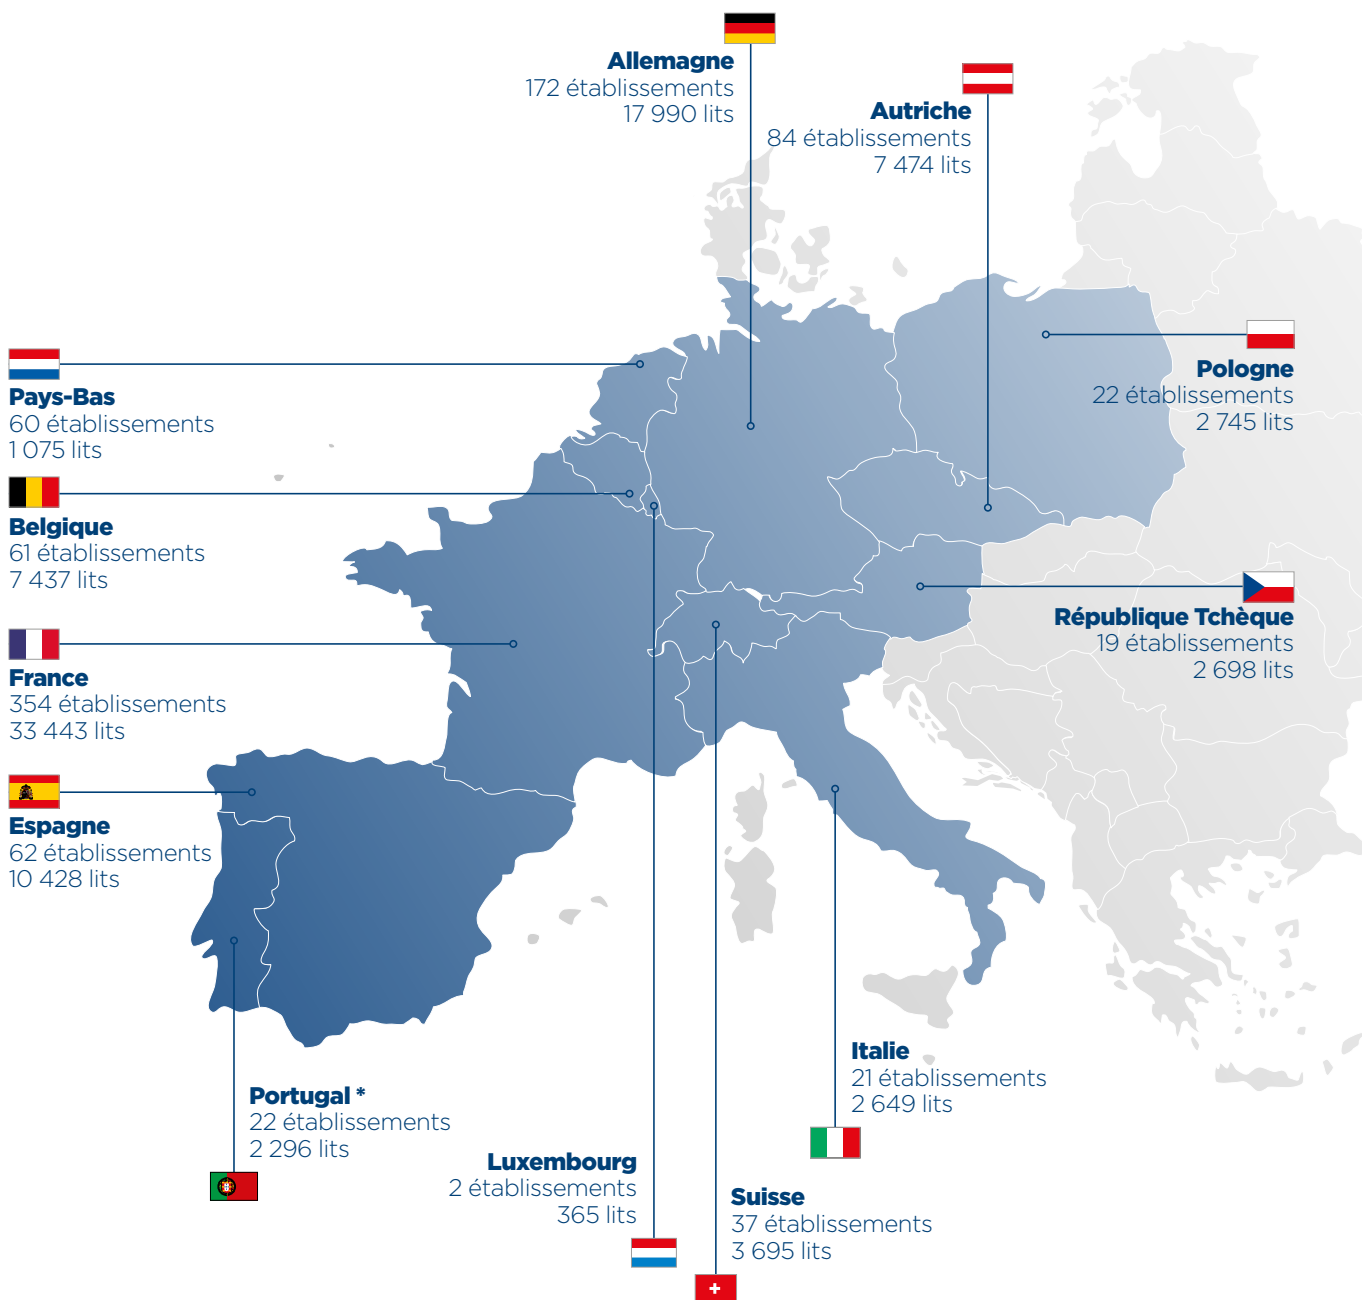 Allemagne
172 établissements
17 990 lits
Autriche
84 établissements
7 474 lits
Pologne
22 établissements
2 745 lits
Pays-Bas
60 établissements
1 075 lits
Belgique
61 établissements
7 437 lits
République Tchèque
19 établissements
2 698 lits
France
354 établissements
33 443 lits
Espagne
62 établissements
10 428 lits
Italie
21 établissements
2 649 lits
Portugal *
22 établissements
2 296 lits
Luxembourg
2 établissements
365 lits
Suisse
37 établissements
3 695 lits